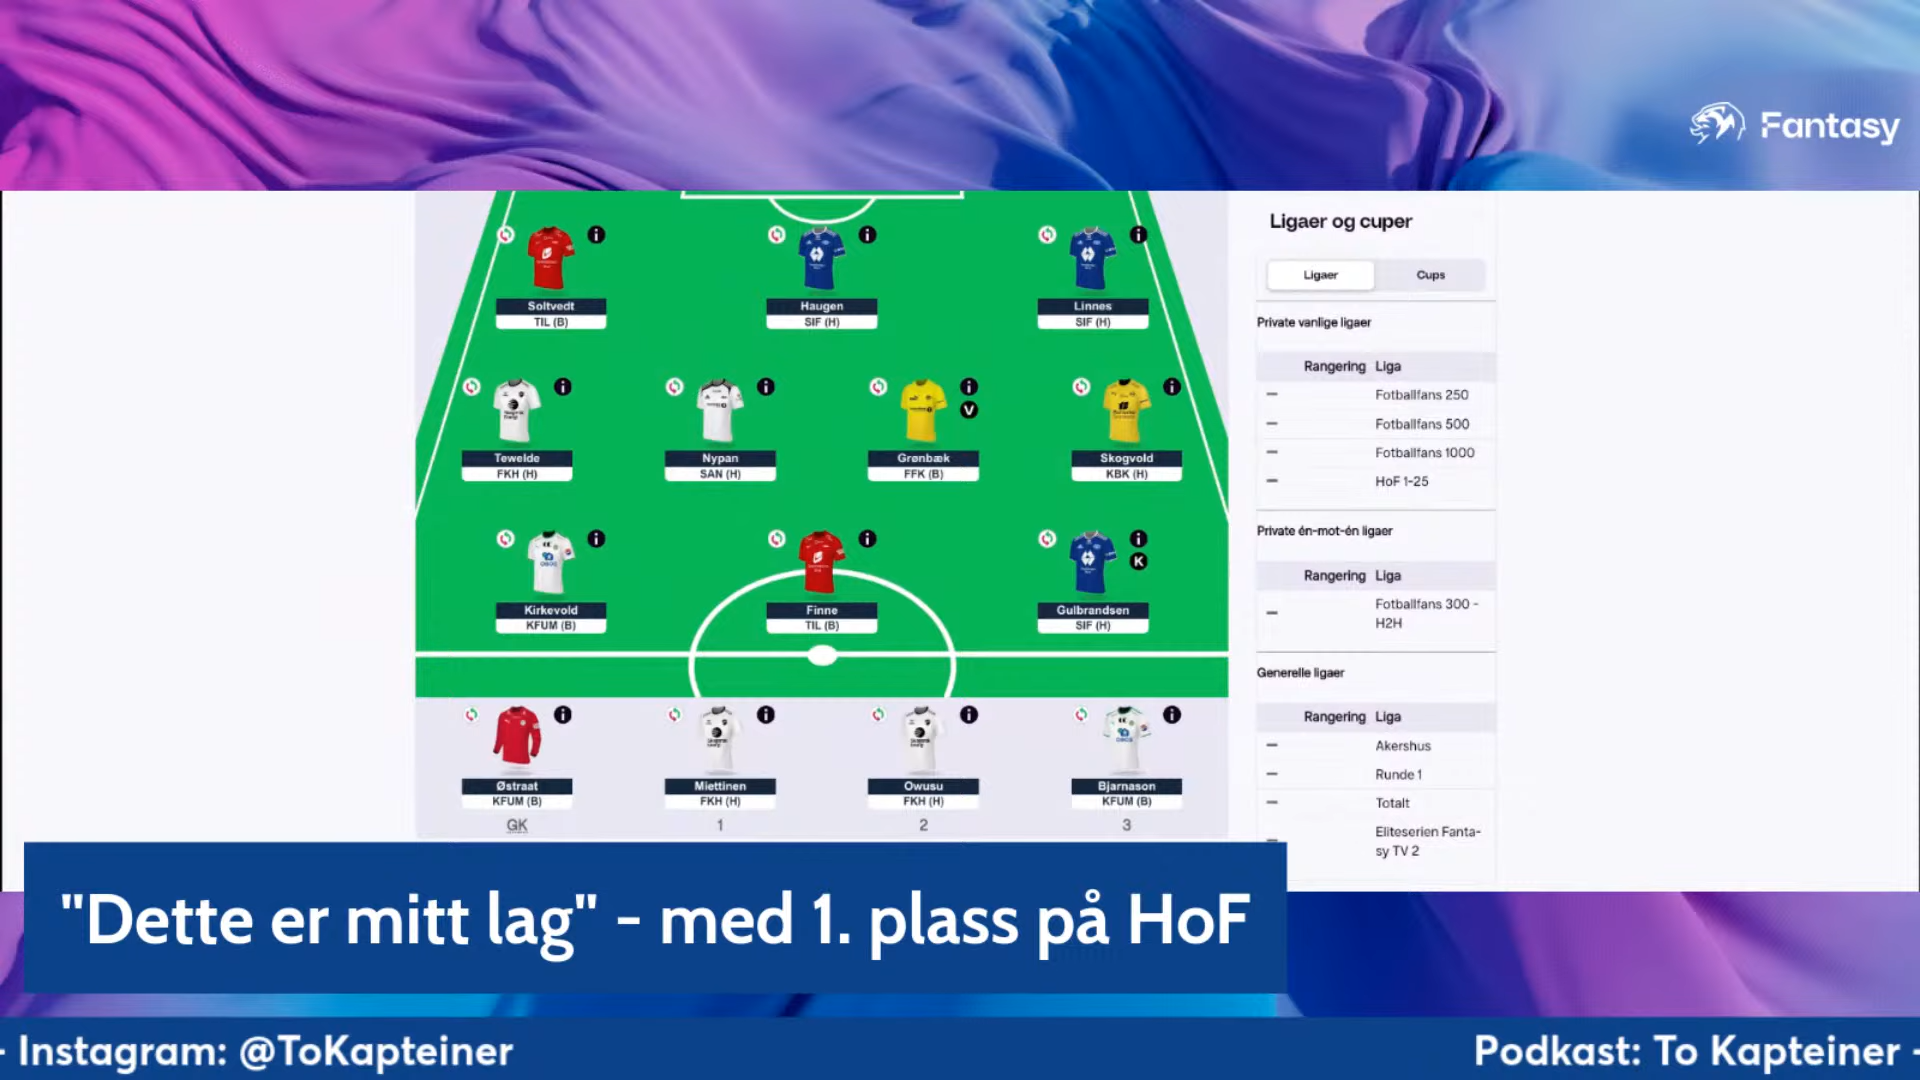 Fantasy
Soltvedt
TIL (B)
Haugen
SIF (H)
Linnes
SIF (H)
Tewelde
FKH (H)
Nypan
SAN (H)
V
Grønbæk
FFK (B)
Skogvold
KBK (H)
Kirkevold
KFUM (B)
Finne
TIL (B)
K
Gulbrandsen
SIF (H)
Østraat
KFUM (B)
GK
Miettinen
FKH (H)
1
Owusu
FKH (H)
2
Bjarnason
KFUM (B)
3
Ligaer og cuper
Ligaer Cups
Private vanlige ligaer
Rangering Liga
Fotballfans 250
Fotballfans 500
Fotballfans 1000
HoF 1-25
Private én-mot-én ligaer
Rangering Liga
Fotballfans 300 -
H2H
Generelle ligaer
Rangering Liga
Akershus
Runde 1
Totalt
Eliteserien Fanta-
sy TV 2
"Dette er mitt lag" - med 1. plass på HoF
- Instagram: @ToKapteiner
Podkast: To Kapteiner -